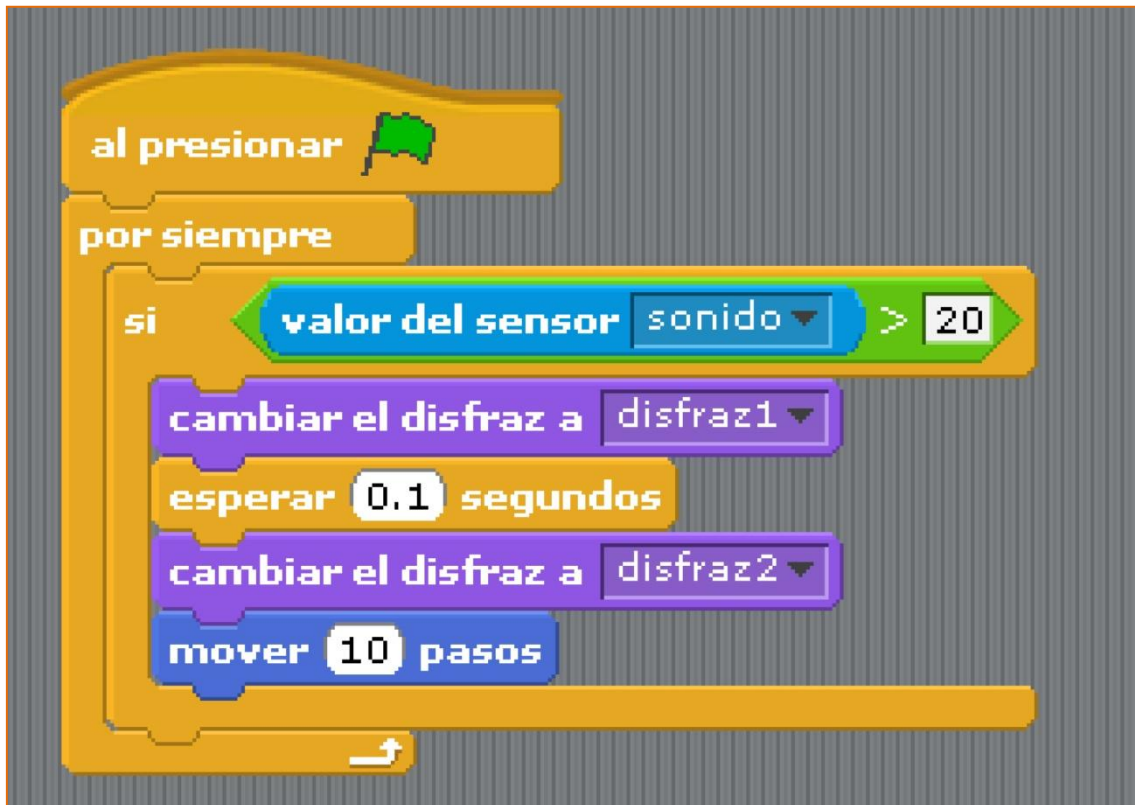 al presionar
por siempre
si valor del sensor sonido > 20
cambiar el disfraz a disfraz1
esperar 0.1 segundos
cambiar el disfraz a disfraz2
mover 10 pasos